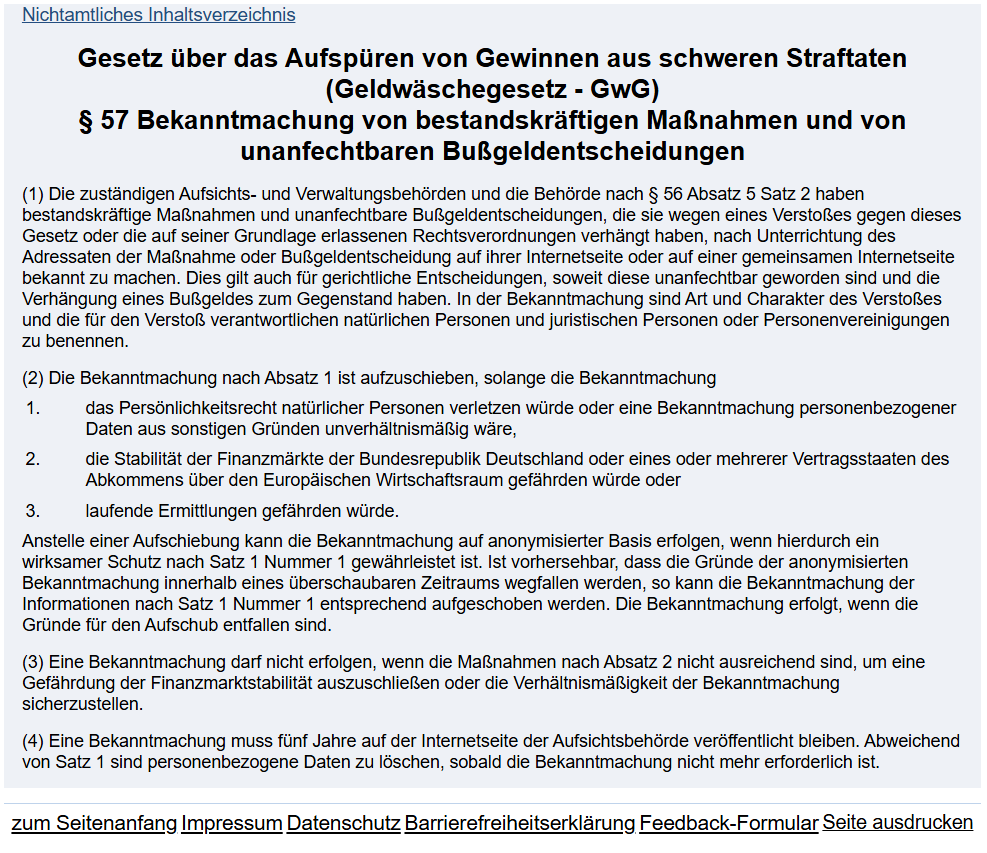 Nichtamtliches Inhaltsverzeichnis
Gesetz über das Aufspüren von Gewinnen aus schweren Straftaten
(Geldwäschegesetz - GwG)
§ 57 Bekanntmachung von bestandskräftigen Maßnahmen und von
unanfechtbaren Bußgeldentscheidungen
(1) Die zuständigen Aufsichts- und Verwaltungsbehörden und die Behörde nach § 56 Absatz 5 Satz 2 haben
bestandskräftige Maßnahmen und unanfechtbare Bußgeldentscheidungen, die sie wegen eines Verstoßes gegen dieses
Gesetz oder die auf seiner Grundlage erlassenen Rechtsverordnungen verhängt haben, nach Unterrichtung des
Adressaten der Maßnahme oder Bußgeldentscheidung auf ihrer Internetseite oder auf einer gemeinsamen Internetseite
bekannt zu machen. Dies gilt auch für gerichtliche Entscheidungen, soweit diese unanfechtbar geworden sind und die
Verhängung eines Bußgeldes zum Gegenstand haben. In der Bekanntmachung sind Art und Charakter des Verstoßes
und die für den Verstoß verantwortlichen natürlichen Personen und juristischen Personen oder Personenvereinigungen
zu benennen.
(2) Die Bekanntmachung nach Absatz 1 ist aufzuschieben, solange die Bekanntmachung
1. das Persönlichkeitsrecht natürlicher Personen verletzen würde oder eine Bekanntmachung personenbezogener
Daten aus sonstigen Gründen unverhältnismäßig wäre,
2. die Stabilität der Finanzmärkte der Bundesrepublik Deutschland oder eines oder mehrerer Vertragsstaaten des
Abkommens über den Europäischen Wirtschaftsraum gefährden würde oder
3. laufende Ermittlungen gefährden würde.
Anstelle einer Aufschiebung kann die Bekanntmachung auf anonymisierter Basis erfolgen, wenn hierdurch ein
wirksamer Schutz nach Satz 1 Nummer 1 gewährleistet ist. Ist vorhersehbar, dass die Gründe der anonymisierten
Bekanntmachung innerhalb eines überschaubaren Zeitraums wegfallen werden, so kann die Bekanntmachung der
Informationen nach Satz 1 Nummer 1 entsprechend aufgeschoben werden. Die Bekanntmachung erfolgt, wenn die
Gründe für den Aufschub entfallen sind.
(3) Eine Bekanntmachung darf nicht erfolgen, wenn die Maßnahmen nach Absatz 2 nicht ausreichend sind, um eine
Gefährdung der Finanzmarktstabilität auszuschließen oder die Verhältnismäßigkeit der Bekanntmachung
sicherzustellen.
(4) Eine Bekanntmachung muss fünf Jahre auf der Internetseite der Aufsichtsbehörde veröffentlicht bleiben. Abweichend
von Satz 1 sind personenbezogene Daten zu löschen, sobald die Bekanntmachung nicht mehr erforderlich ist.
zum Seitenanfang Impressum Datenschutz Barrierefreiheitserklärung Feedback-Formular Seite ausdrucken